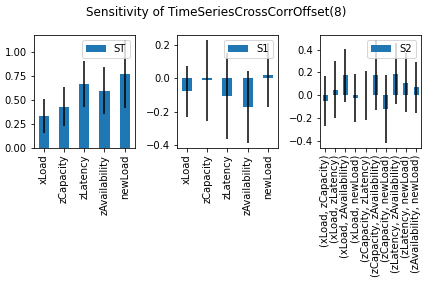 Sensitivity of TimeSeriesCrossCorrOffset(8)
ST
1.00
0.75
0.50
0.25
0.00
xLoad
zCapacity
zLatency
zAvailability
newLoad
S1
0.2
0.0
−0.2
−0.4
xLoad
zCapacity
zLatency
zAvailability
newLoad
S2
0.4
0.2
0.0
−0.2
−0.4
(xLoad, zCapacity)
(xLoad, zLatency)
(xLoad, zAvailability)
(xLoad, newLoad)
(zCapacity, zLatency)
(zCapacity, zAvailability)
(zCapacity, newLoad)
(zLatency, zAvailability)
(zLatency, newLoad)
(zAvailability, newLoad)